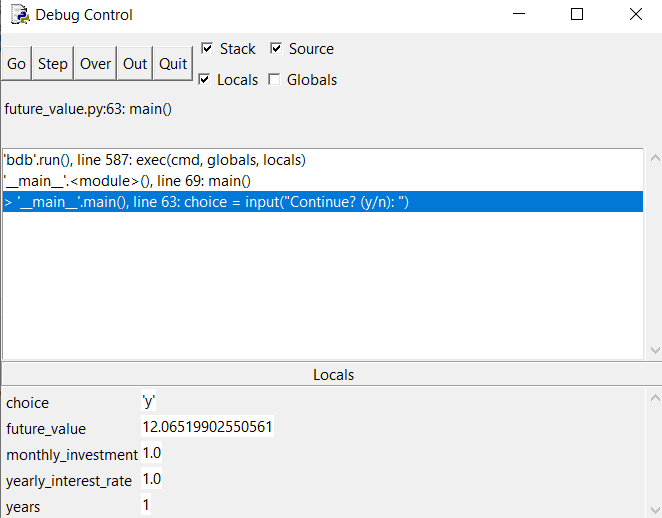 Debug Control
Go Step Over Out Quit
Stack Source
Locals Globals
future_value.py:63: main()
'bdb'.run(), line 587: exec(cmd, globals, locals)
'__main__'.<module>(), line 69: main()
> '__main__'.main(), line 63: choice = input("Continue? (y/n): ")
Locals
choice 'y'
future_value 12.06519902550561
monthly_investment 1.0
yearly_interest_rate 1.0
years 1